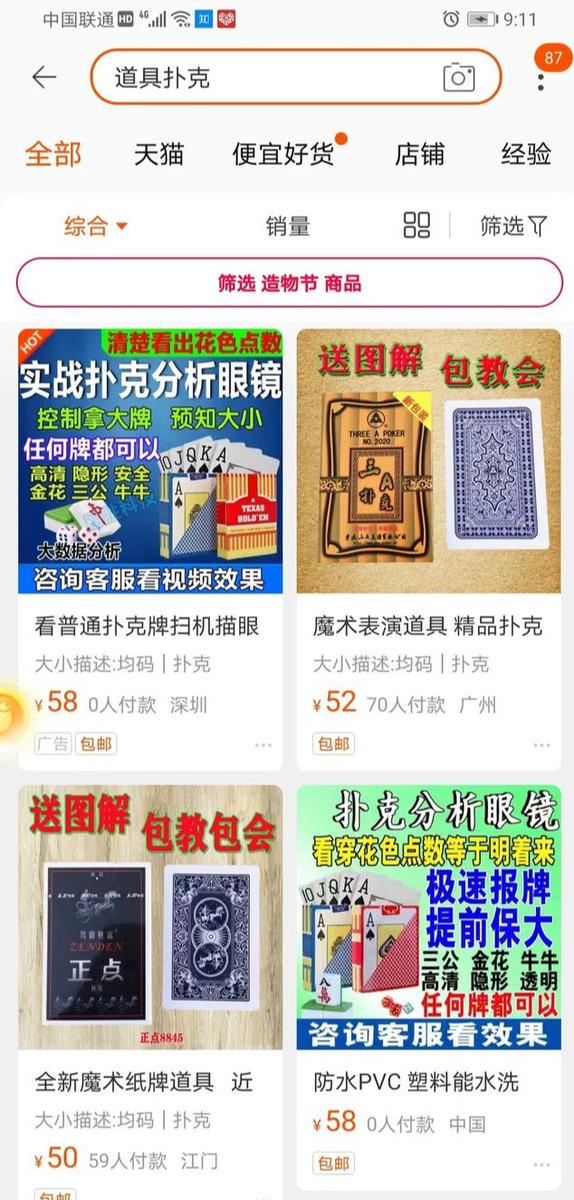 中国联通 HD 4G 知 9:11
道具扑克
87
全部 天猫 便宜好货 店铺 经验
综合 销量 筛选
筛选 造物节 商品
HOT
清楚看出花色点数
实战扑克分析眼镜
控制拿大牌 预知大小
任何牌都可以
高清 隐形 安全
金花 三公 牛牛
10 J Q K A
A
TEXAS
HOLD'EM
大数据分析
咨询客服看视频效果
看普通扑克牌扫机描眼
大小描述:均码|扑克
¥58 0人付款 深圳
广告 包邮
送图解 包教会
新包装
THREE A POKER
NO.2020
三A
扑克
魔术表演道具 精品扑克
大小描述:均码|扑克
¥52 70人付款 广州
包邮
送图解 包教包会
ZENDEN
正点
扑克
正点8845
全新魔术纸牌道具 近
大小描述:均码|扑克
¥50 59人付款 江门
包邮
扑克分析眼镜
看穿花色点数等于明着来
极速报牌
提前保大
10 J Q K A
A A
三公 金花 牛牛
高清 隐形 透明
八萬
任何牌都可以
咨询客服看效果
防水PVC 塑料能水洗
¥58 0人付款 中国
包邮